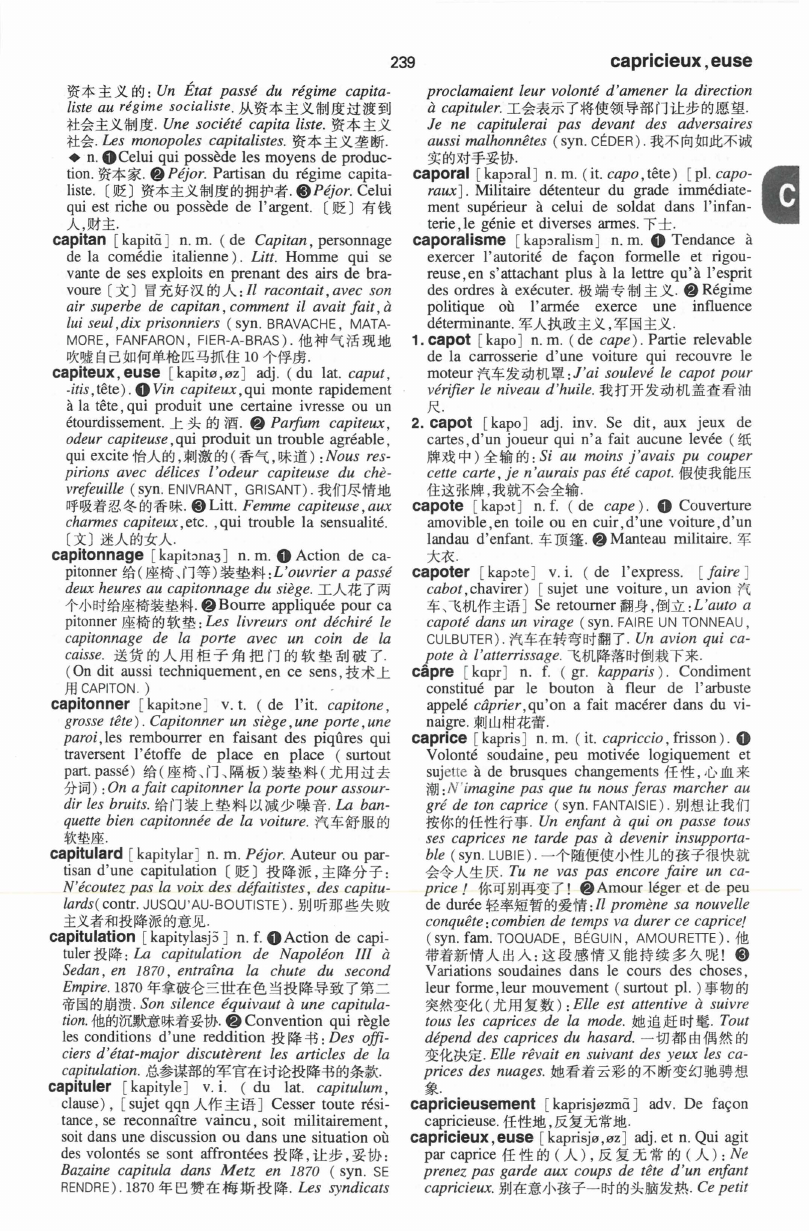 239
capricieux,euse
资本主义的: Un État passé du régime capita-
liste au régime socialiste. 从资本主义制度过渡到
社会主义制度. Une société capita liste. 资本主义
社会. Les monopoles capitalistes. 资本主义垄断.
◆ n. ❶Celui qui possède les moyens de produc-
tion. 资本家. ❷ Péjor. Partisan du régime capita-
liste. 〔贬〕资本主义制度的拥护者. ❸ Péjor. Celui
qui est riche ou possède de l'argent. 〔贬〕有钱
人,财主.
capitan [kapitɑ̃] n. m. ( de Capitan, personnage
de la comédie italienne). Litt. Homme qui se
vante de ses exploits en prenant des airs de bra-
voure〔文〕冒充好汉的人: Il racontait, avec son
air superbe de capitan, comment il avait fait, à
lui seul, dix prisonniers ( syn. BRAVACHE, MATA-
MORE, FANFARON, FIER-A-BRAS). 他神气活现地
吹嘘自己如何单枪匹马抓住 10 个俘虏.
capiteux, euse [kapitø,øz] adj. ( du lat. caput,
-itis,tête). ❶ Vin capiteux, qui monte rapidement
à la tête, qui produit une certaine ivresse ou un
étourdissement. 上头的酒. ❷ Parfum capiteux,
odeur capiteuse, qui produit un trouble agréable,
qui excite 怡人的,刺激的(香气,味道): Nous res-
pirions avec délices l'odeur capiteuse du chè-
vrefeuille ( syn. ENIVRANT, GRISANT). 我们尽情地
呼吸着忍冬的香味. ❸ Litt. Femme capiteuse, aux
charmes capiteux, etc. ,qui trouble la sensualité.
〔文〕迷人的女人.
capitonnage [kapitɔnaʒ] n. m. ❶ Action de ca-
pitonner 给(座椅、门等)装垫料: L'ouvrier a passé
deux heures au capitonnage du siège. 工人花了两
个小时给座椅装垫料. ❷ Bourre appliquée pour ca
pitonner 座椅的软垫: Les livreurs ont déchiré le
capitonnage de la porte avec un coin de la
caisse. 送货的人用柜子角把门的软垫刮破了.
(On dit aussi techniquement, en ce sens, 技术上
用 CAPITON. )
capitonner [kapitɔne] v. t. ( de l'it. capitone,
grosse tête). Capitonner un siège, une porte, une
paroi, les rembourrer en faisant des piqûres qui
traversent l'étoffe de place en place ( surtout
part. passé) 给(座椅、门、隔板)装垫料(尤用过去
分词): On a fait capitonner la porte pour assour-
dir les bruits. 给门装上垫料以减少噪音. La ban-
quette bien capitonnée de la voiture. 汽车舒服的
软垫座.
capitulard [kapitylar] n. m. Péjor. Auteur ou par-
tisan d'une capitulation〔贬〕投降派,主降分子:
N'écoutez pas la voix des défaitistes, des capitu-
lards( contr. JUSQU'AU-BOUTISTE). 别听那些失败
主义者和投降派的意见.
capitulation [kapitylasjɔ̃] n. f. ❶Action de capi-
tuler 投降: La capitulation de Napoléon III à
Sedan, en 1870, entraîna la chute du second
Empire. 1870 年拿破仑三世在色当投降导致了第二
帝国的崩溃. Son silence équivaut à une capitula-
tion. 他的沉默意味着妥协. ❷ Convention qui règle
les conditions d'une reddition 投降书: Des offi-
ciers d'état-major discutèrent les articles de la
capitulation. 总参谋部的军官在讨论投降书的条款.
capituler [kapityle] v. i. ( du lat. capitulum,
clause), [sujet qqn 人作主语] Cesser toute rési-
tance, se reconnaître vaincu, soit militairement,
soit dans une discussion ou dans une situation où
des volontés se sont affrontées 投降,让步,妥协:
Bazaine capitula dans Metz en 1870 ( syn. SE
RENDRE). 1870 年巴赞在梅斯投降. Les syndicats
proclamaient leur volonté d'amener la direction
à capituler. 工会表示了将使领导部门让步的愿望.
Je ne capitulerai pas devant des adversaires
aussi malhonnêtes ( syn. CÉDER). 我不向如此不诚
实的对手妥协.
caporal [kapɔral] n. m. ( it. capo,tête) [pl. capo-
raux]. Militaire détenteur du grade immédiate-
ment supérieur à celui de soldat dans l'infan-
terie, le génie et diverses armes. 下士.
caporalisme [kapɔralism] n. m. ❶ Tendance à
exercer l'autorité de façon formelle et rigou-
reuse, en s'attachant plus à la lettre qu'à l'esprit
des ordres à exécuter. 极端专制主义. ❷ Régime
politique où l'armée exerce une influence
déterminante. 军人执政主义,军国主义.
1. capot [kapo] n. m. ( de cape). Partie relevable
de la carrosserie d'une voiture qui recouvre le
moteur 汽车发动机罩: J'ai soulevé le capot pour
vérifier le niveau d'huile. 我打开发动机盖查看油
尺.
2. capot [kapo] adj. inv. Se dit, aux jeux de
cartes, d'un joueur qui n'a fait aucune levée (纸
牌戏中)全输的: Si au moins j'avais pu couper
cette carte, je n'aurais pas été capot. 假使我能压
住这张牌,我就不会全输.
capote [kapɔt] n. f. ( de cape). ❶ Couverture
amovible, en toile ou en cuir, d'une voiture, d'un
landau d'enfant. 车顶篷. ❷ Manteau militaire. 军
大衣.
capoter [kapɔte] v. i. ( de l'express. [faire]
cabot, chavirer) [sujet une voiture, un avion 汽
车、飞机作主语] Se retourner 翻身,倒立: L'auto a
capoté dans un virage ( syn. FAIRE UN TONNEAU,
CULBUTER). 汽车在转弯时翻了. Un avion qui ca-
pote à l'atterrissage. 飞机降落时倒栽下来.
câpre [kɑpr] n. f. ( gr. kapparis). Condiment
constitué par le bouton à fleur de l'arbuste
appelé câprier, qu'on a fait macérer dans du vi-
naigre. 刺山柑花蕾.
caprice [kapris] n. m. ( it. capriccio, frisson). ❶
Volonté soudaine, peu motivée logiquement et
sujette à de brusques changements 任性,心血来
潮: N'imagine pas que tu nous feras marcher au
gré de ton caprice ( syn. FANTAISIE). 别想让我们
按你的任性行事. Un enfant à qui on passe tous
ses caprices ne tarde pas à devenir insupporta-
ble ( syn. LUBIE). 一个随便使小性儿的孩子很快就
会令人生厌. Tu ne vas pas encore faire un ca-
price ! 你可别再变了! ❷ Amour léger et de peu
de durée 轻率短暂的爱情: Il promène sa nouvelle
conquête: combien de temps va durer ce caprice!
( syn. fam. TOQUADE, BÉGUIN, AMOURETTE). 他
带着新情人出入:这段感情又能持续多久呢! ❸
Variations soudaines dans le cours des choses,
leur forme, leur mouvement ( surtout pl. ) 事物的
突然变化(尤用复数): Elle est attentive à suivre
tous les caprices de la mode. 她追赶时髦. Tout
dépend des caprices du hasard. 一切都由偶然的
变化决定. Elle rêvait en suivant des yeux les ca-
prices des nuages. 她看着云彩的不断变幻驰骋想
象.
capricieusement [kaprisjøzmɑ̃] adv. De façon
capricieuse. 任性地,反复无常地.
capricieux, euse [kaprisjø,øz] adj. et n. Qui agit
par caprice 任性的(人),反复无常的(人): Ne
prenez pas garde aux coups de tête d'un enfant
capricieux. 别在意小孩子一时的头脑发热. Ce petit
C